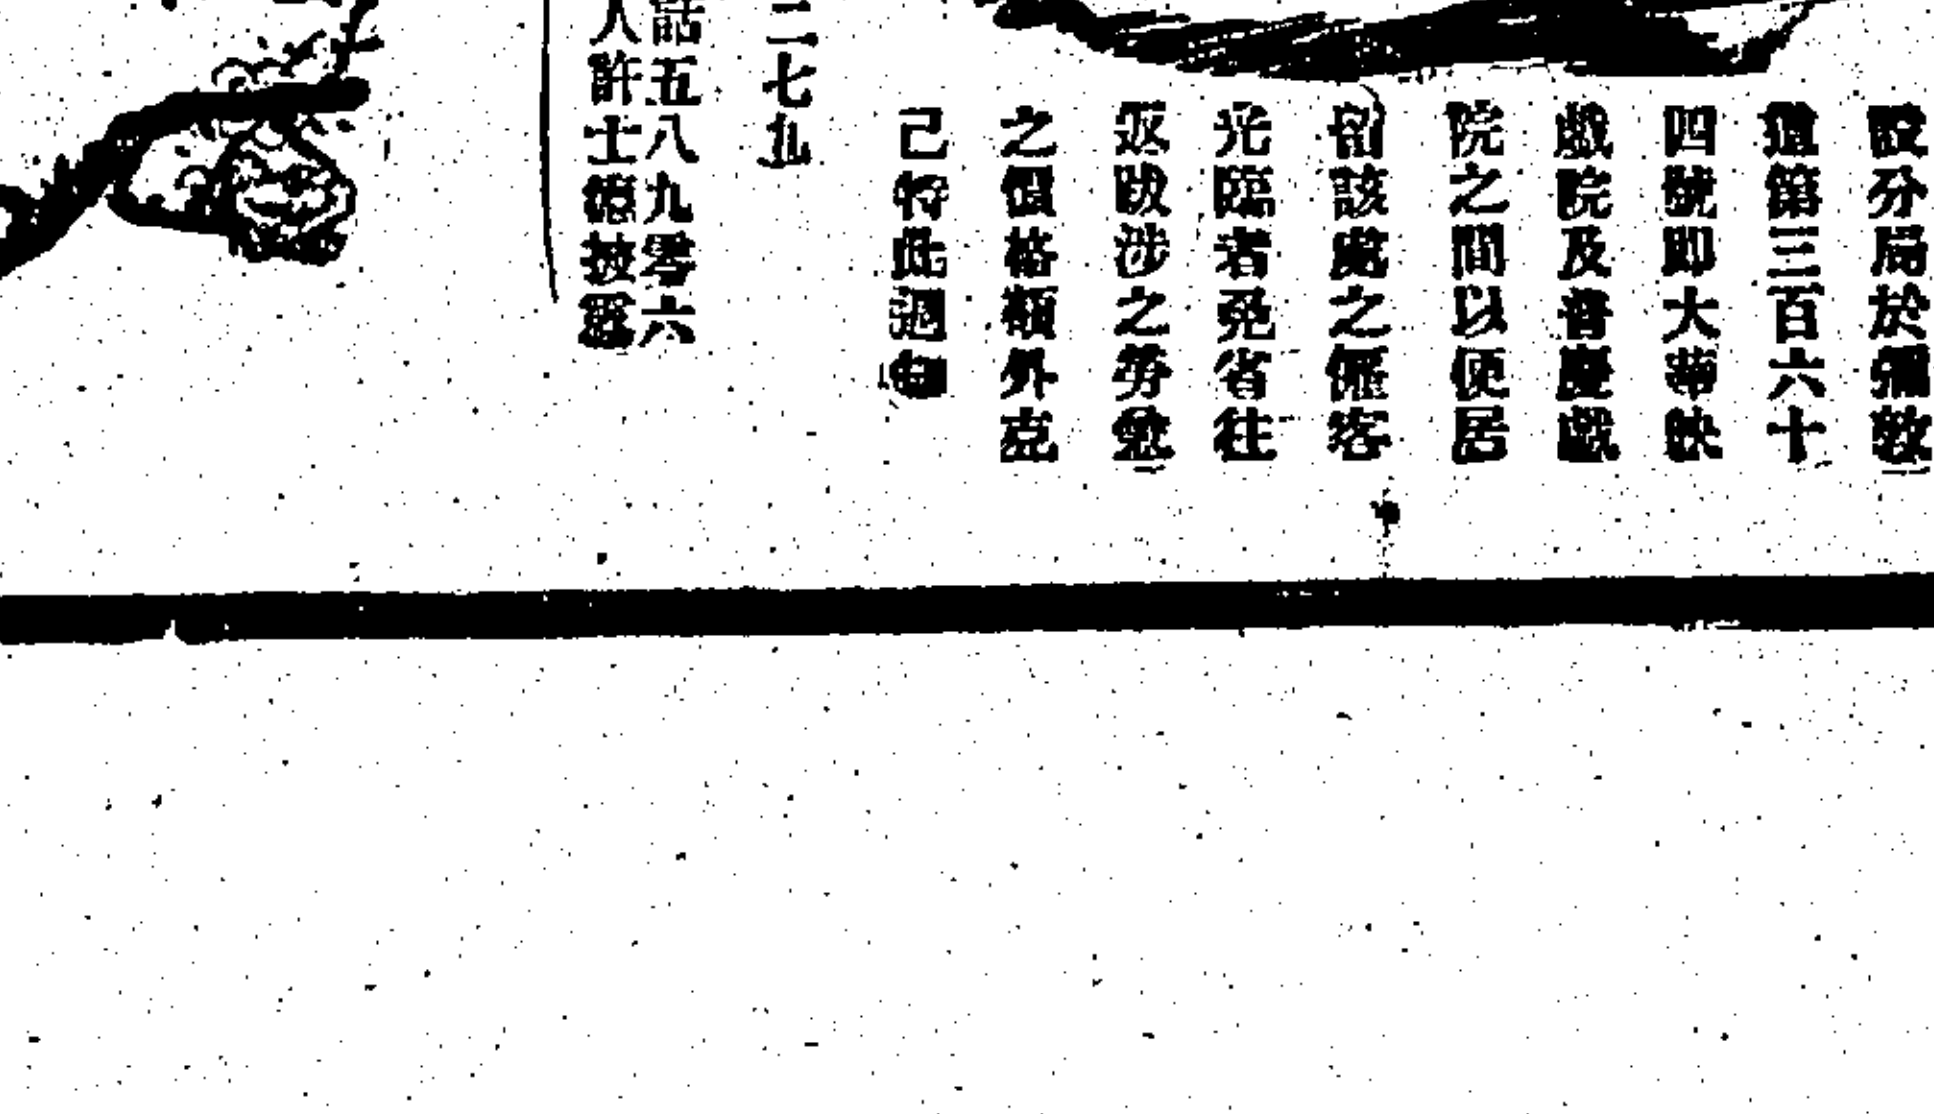 設分局於彌敦
道第三百六十
四號即大華映
戲院及普慶戲
院之間以便居
留該處之僱客
光臨者免省往
返跋涉之勞幾
之價格額外克
己特此週知
二七九
話五八九零六
人許士德披露